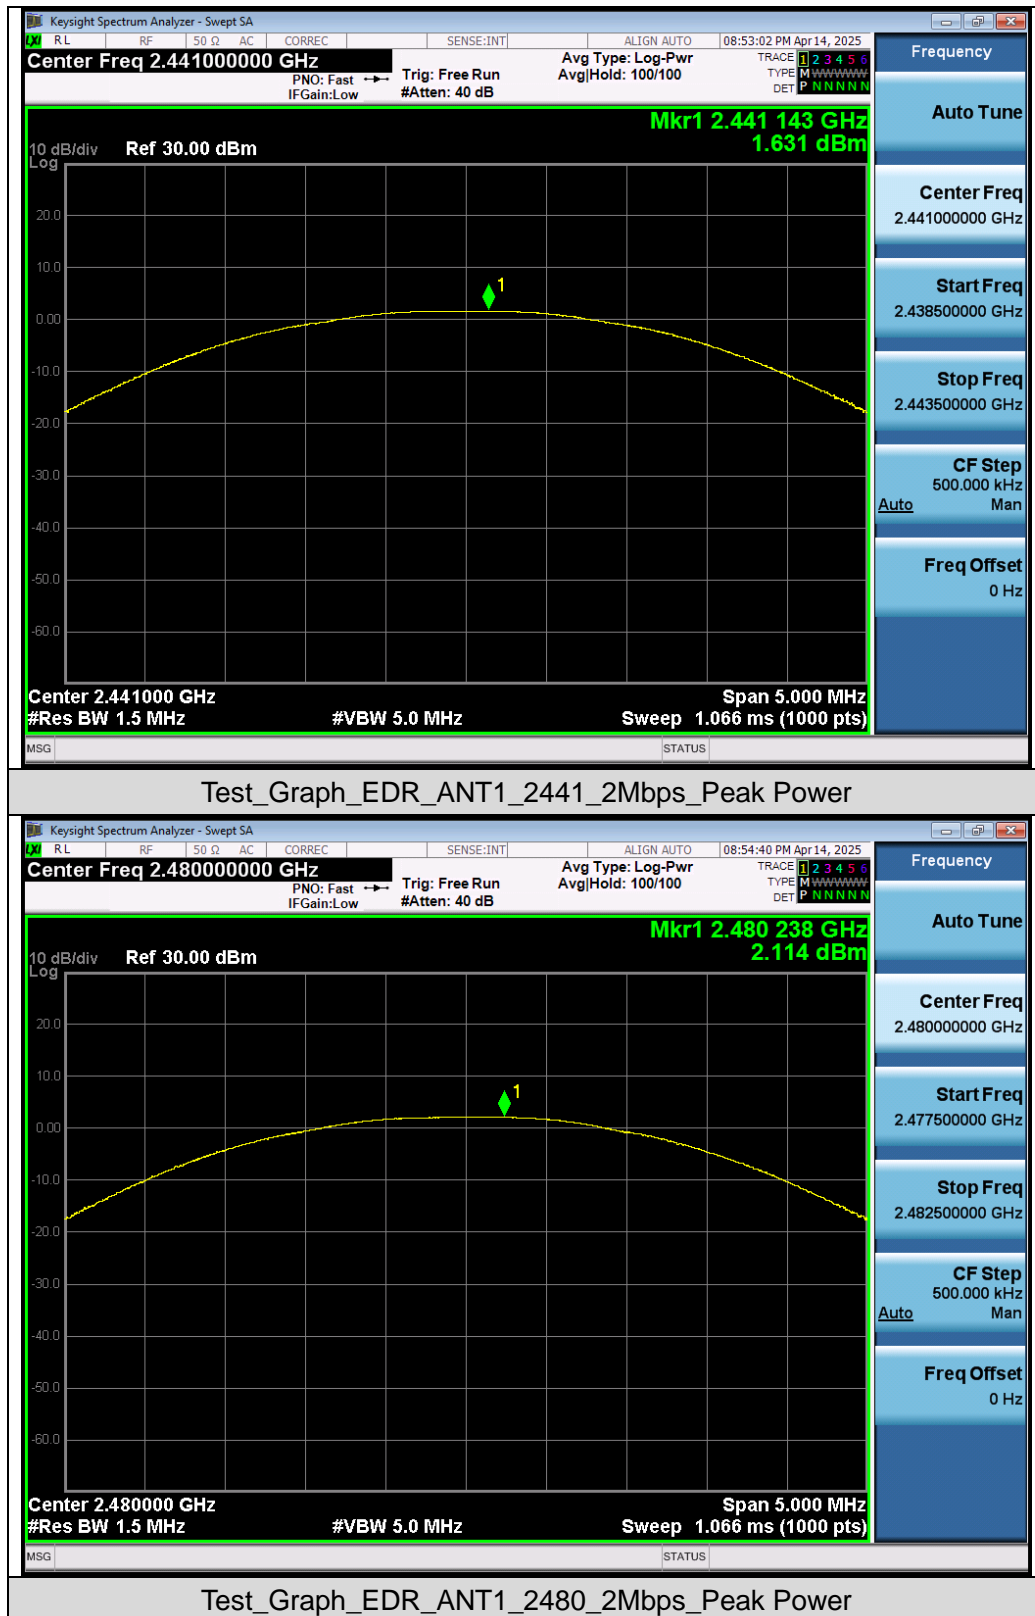 Keysight Spectrum Analyzer - Swept SA
LXI RL RF 50 Ω AC CORREC SENSE:INT ALIGN AUTO 08:53:02 PM Apr 14, 2025
Center Freq 2.441000000 GHz
PNO: Fast
IFGain:Low
Trig: Free Run
#Atten: 40 dB
Avg Type: Log-Pwr
Avg|Hold: 100/100
TRACE 1 2 3 4 5 6
TYPE M WWWWW
DET P N N N N N
Frequency
Mkr1 2.441 143 GHz
1.631 dBm
10 dB/div Ref 30.00 dBm
Log
20.0
10.0
0.00
-10.0
-20.0
-30.0
-40.0
-50.0
-60.0
1
Center 2.441000 GHz Span 5.000 MHz
#Res BW 1.5 MHz #VBW 5.0 MHz Sweep 1.066 ms (1000 pts)
Auto Tune
Center Freq
2.441000000 GHz
Start Freq
2.438500000 GHz
Stop Freq
2.443500000 GHz
CF Step
500.000 kHz
Auto Man
Freq Offset
0 Hz
MSG STATUS
Test_Graph_EDR_ANT1_2441_2Mbps_Peak Power
Keysight Spectrum Analyzer - Swept SA
LXI RL RF 50 Ω AC CORREC SENSE:INT ALIGN AUTO 08:54:40 PM Apr 14, 2025
Center Freq 2.480000000 GHz
PNO: Fast
IFGain:Low
Trig: Free Run
#Atten: 40 dB
Avg Type: Log-Pwr
Avg|Hold: 100/100
TRACE 1 2 3 4 5 6
TYPE M WWWWW
DET P N N N N N
Frequency
Mkr1 2.480 238 GHz
2.114 dBm
10 dB/div Ref 30.00 dBm
Log
20.0
10.0
0.00
-10.0
-20.0
-30.0
-40.0
-50.0
-60.0
1
Center 2.480000 GHz Span 5.000 MHz
#Res BW 1.5 MHz #VBW 5.0 MHz Sweep 1.066 ms (1000 pts)
Auto Tune
Center Freq
2.480000000 GHz
Start Freq
2.477500000 GHz
Stop Freq
2.482500000 GHz
CF Step
500.000 kHz
Auto Man
Freq Offset
0 Hz
MSG STATUS
Test_Graph_EDR_ANT1_2480_2Mbps_Peak Power